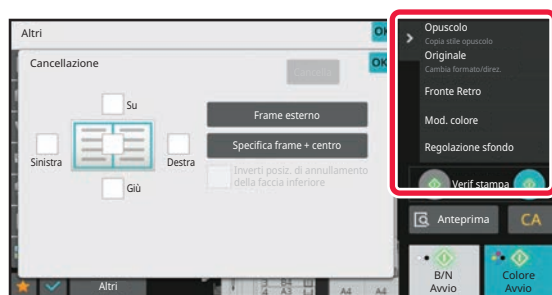 Altri
OK
Cancellazione
Cancella
OK
Su
Sinistra
Destra
Giù
Frame esterno
Specifica frame + centro
Inverti posiz. di annullamento
della faccia inferiore
Opuscolo
Copia stile opuscolo
Originale
Cambia formato/direz.
Fronte Retro
Mod. colore
Regolazione sfondo
Verif stampa
Anteprima
CA
B/N
Avvio
Colore
Avvio
Altri
A4
A4